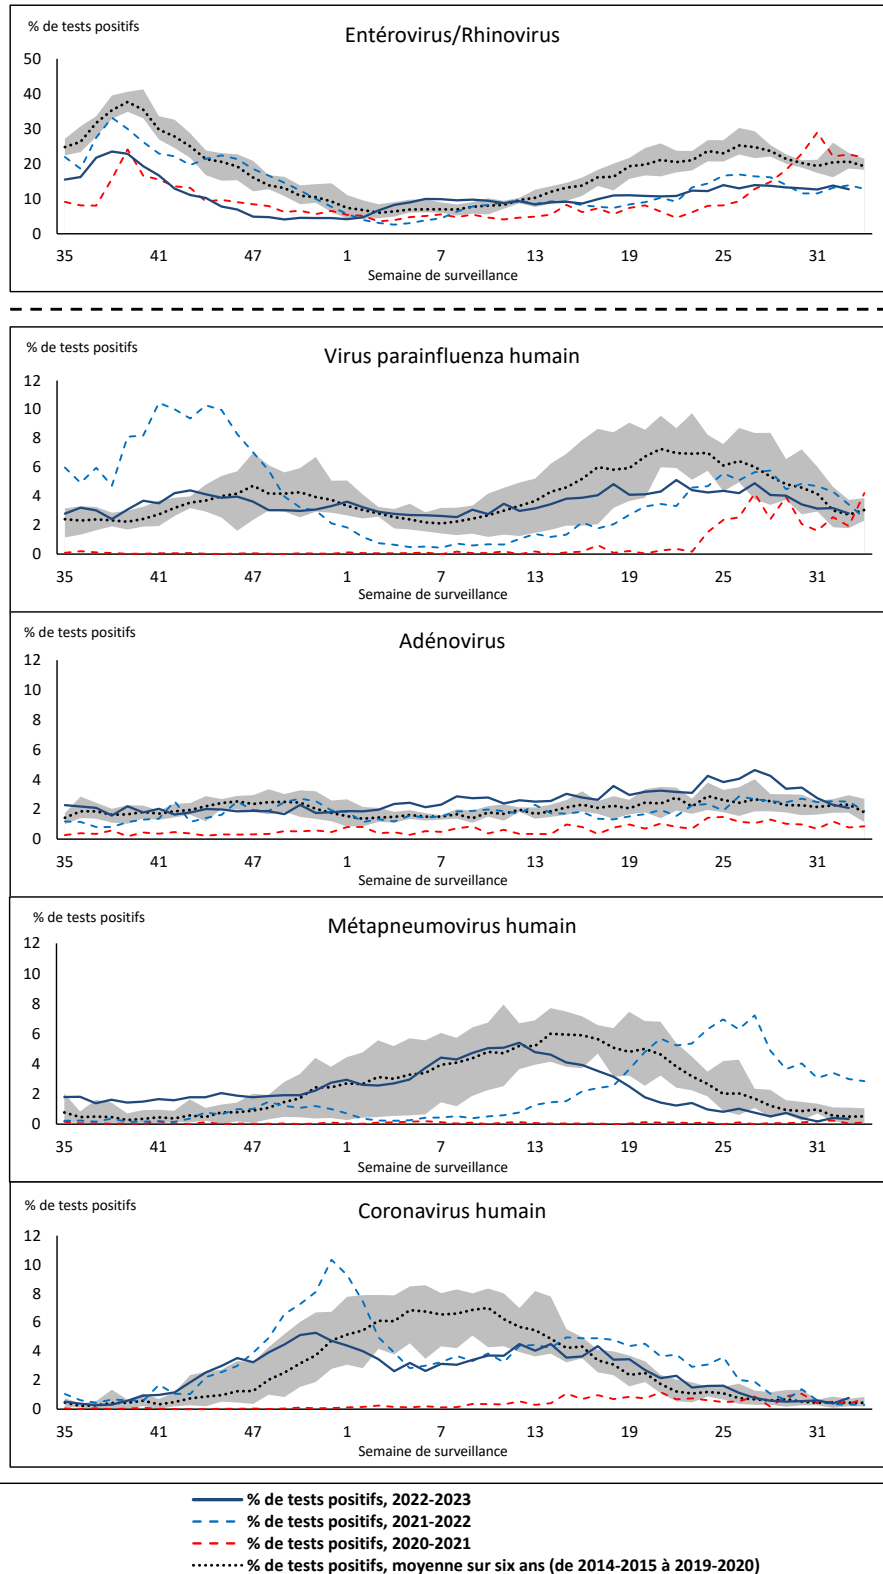 % de tests positifs
Entérovirus/Rhinovirus
50
40
30
20
10
0
35 41 47 1 7 13 19 25 31
Semaine de surveillance
% de tests positifs
Virus parainfluenza humain
12
10
8
6
4
2
0
35 41 47 1 7 13 19 25 31
Semaine de surveillance
% de tests positifs
Adénovirus
12
10
8
6
4
2
0
35 41 47 1 7 13 19 25 31
% de tests positifs
Métapneumovirus humain
12
10
8
6
4
2
0
35 41 47 1 7 13 19 25 31
Semaine de surveillance
% de tests positifs
Coronavirus humain
12
10
8
6
4
2
0
35 41 47 1 7 13 19 25 31
Semaine de surveillance
% de tests positifs, 2022-2023
% de tests positifs, 2021-2022
% de tests positifs, 2020-2021
% de tests positifs, moyenne sur six ans (de 2014-2015 à 2019-2020)